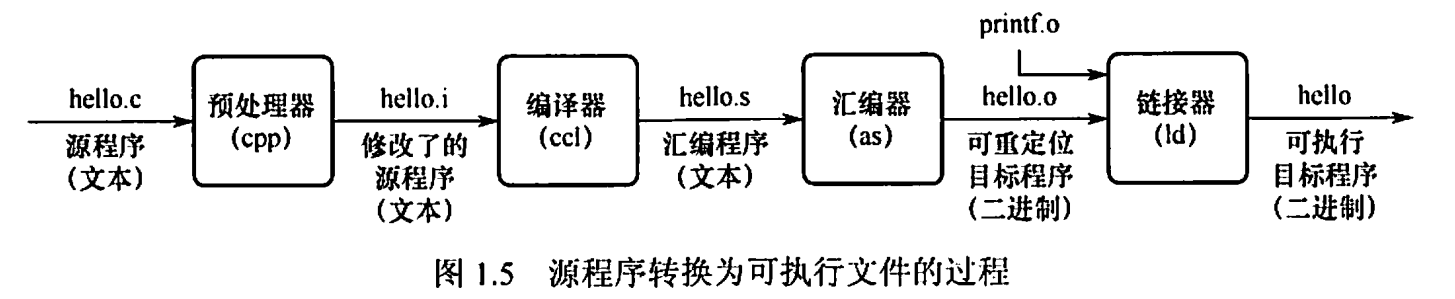 printf.o
hello.c
源程序
(文本)
预处理器
(cpp)
hello.i
修改了的
源程序
(文本)
编译器
(ccl)
hello.s
汇编程序
(文本)
汇编器
(as)
hello.o
可重定位
目标程序
(二进制)
链接器
(ld)
hello
可执行
目标程序
(二进制)
图 1.5 源程序转换为可执行文件的过程